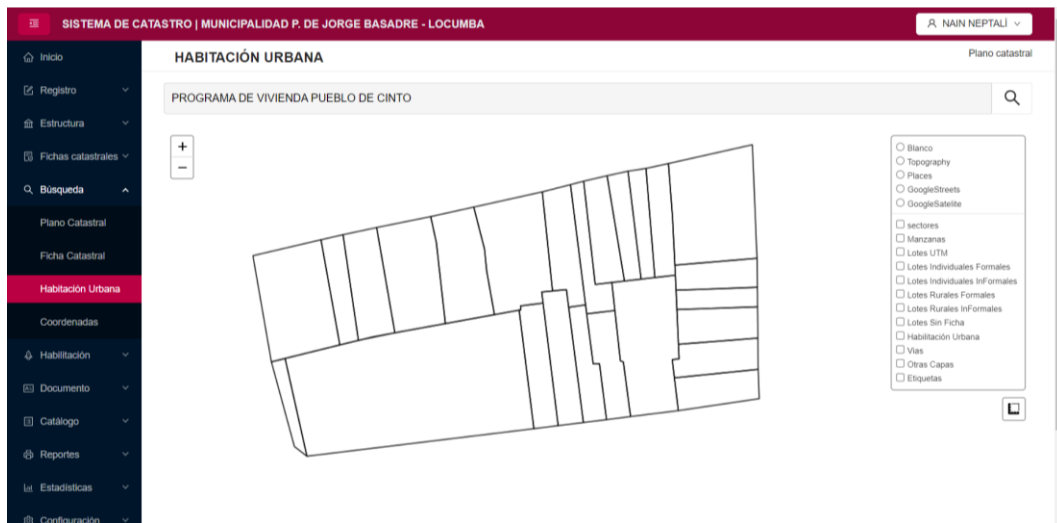 SISTEMA DE CATASTRO | MUNICIPALIDAD P. DE JORGE BASADRE - LOCUMBA
NAIN NEPTALÍ
Inicio
Registro
Estructura
Fichas catastrales
Búsqueda
Plano Catastral
Ficha Catastral
Habitación Urbana
Coordenadas
Habilitación
Documento
Catálogo
Reportes
Estadísticas
Configuración
HABITACIÓN URBANA
Plano catastral
PROGRAMA DE VIVIENDA PUEBLO DE CINTO
+
−
Blanco
Topography
Places
GoogleStreets
GoogleSatelite
sectores
Manzanas
Lotes UTM
Lotes Individuales Formales
Lotes Individuales InFormales
Lotes Rurales Formales
Lotes Rurales InFormales
Lotes Sin Ficha
Habilitación Urbana
Vias
Otras Capas
Etiquetas